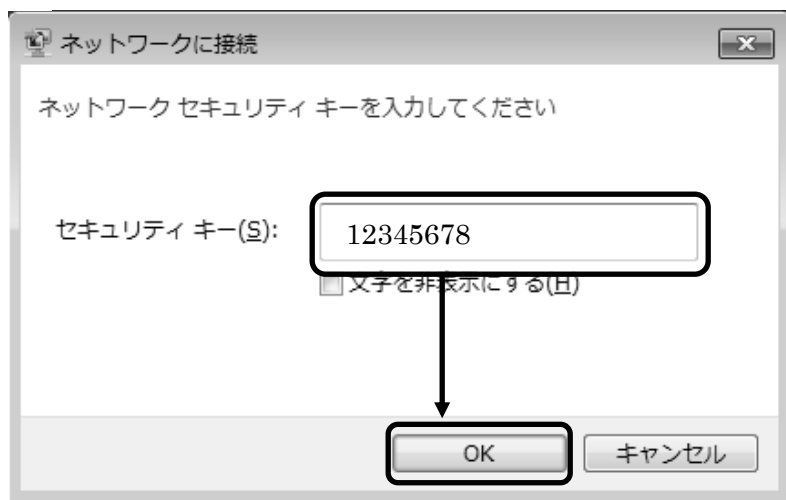 ネットワークに接続
ネットワーク セキュリティ キーを入力してください
セキュリティ キー(S):
12345678
文字を非表示にする(H)
OK
キャンセル